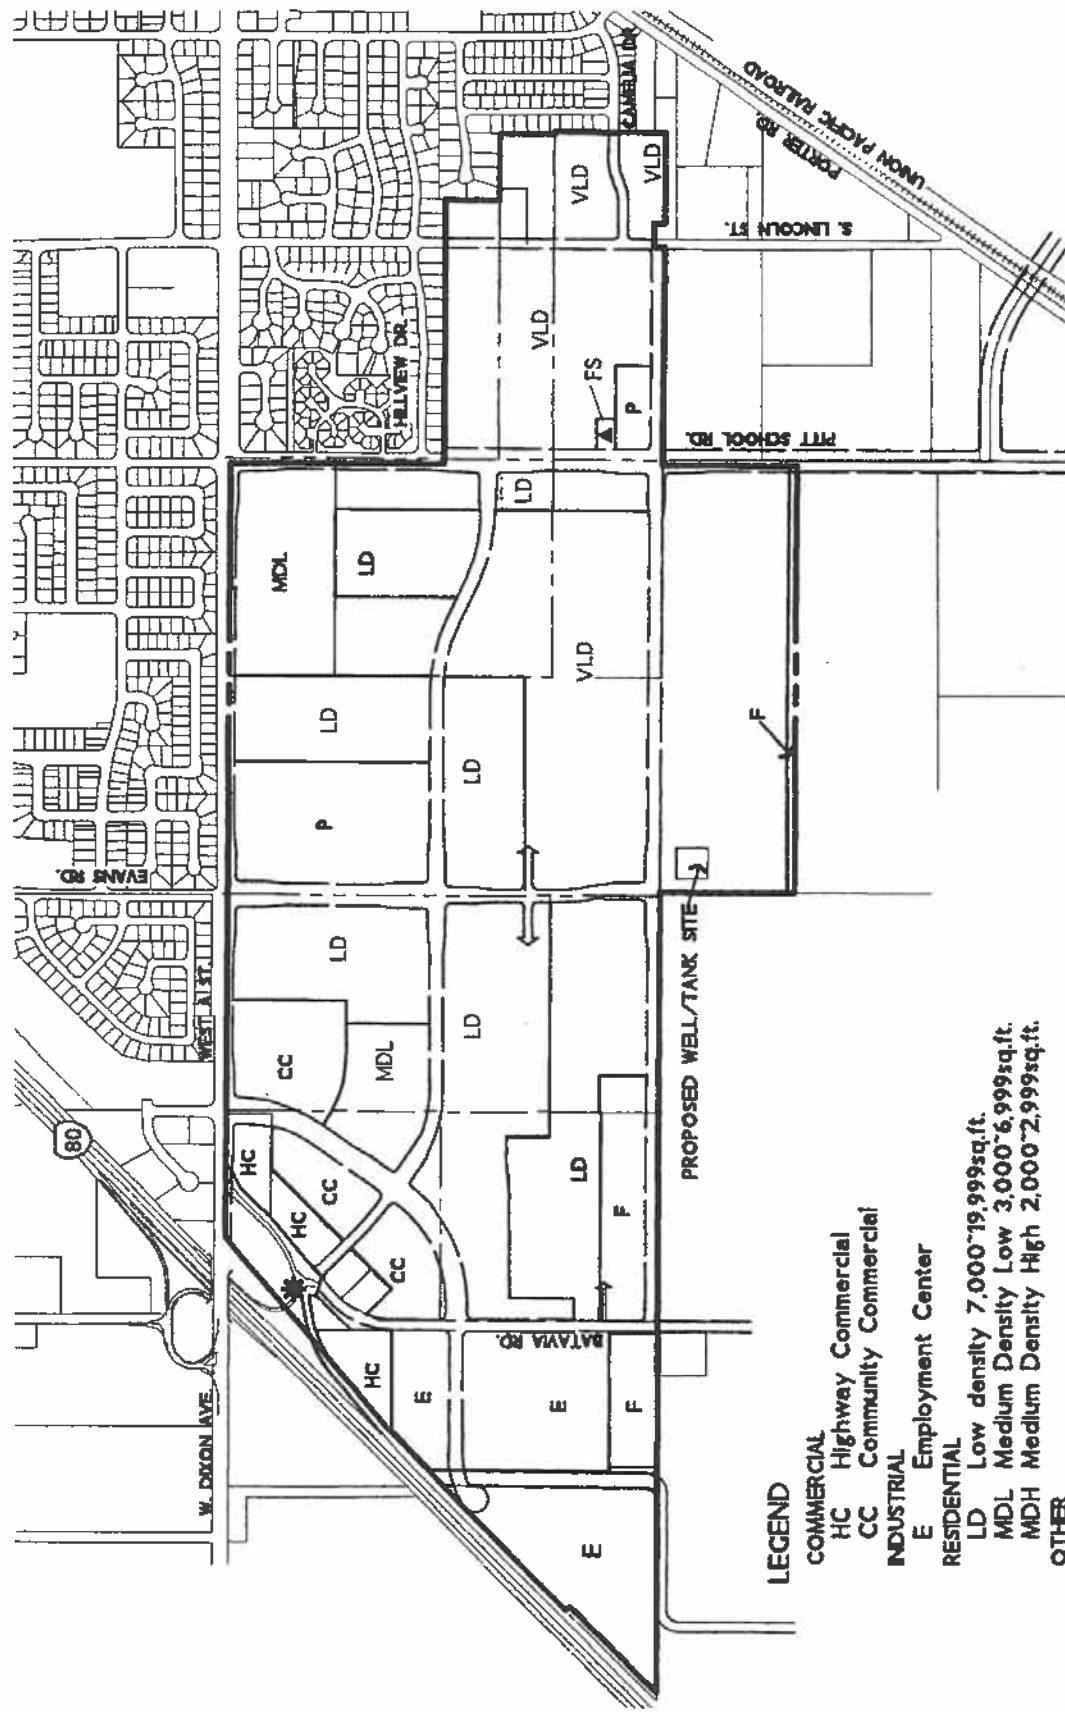 W. DIXON AVE.
80
WEST A ST.
EVANS RD.
HILLVIEW DR.
CAMELIA DR.
HC
HC
HC
CC
CC
CC
MDL
LD
P
LD
MDL
LD
LD
LD
LD
LD
VLD
VLD
VLD
VLD
FS
P
E
E
E
F
F
F
BATAVIA RD.
PITT SCHOOL RD.
S. LINCOLN ST.
PORTER RD.
UNION PACIFIC RAILROAD
PROPOSED WELL/TANK SITE
LEGEND
COMMERCIAL
HC Highway Commercial
CC Community Commercial
INDUSTRIAL
E Employment Center
RESIDENTIAL
LD Low density 7,000~19,999sq.ft.
MDL Medium Density Low 3,000~6,999sq.ft.
MDH Medium Density High 2,000~2,999sq.ft.
OTHER